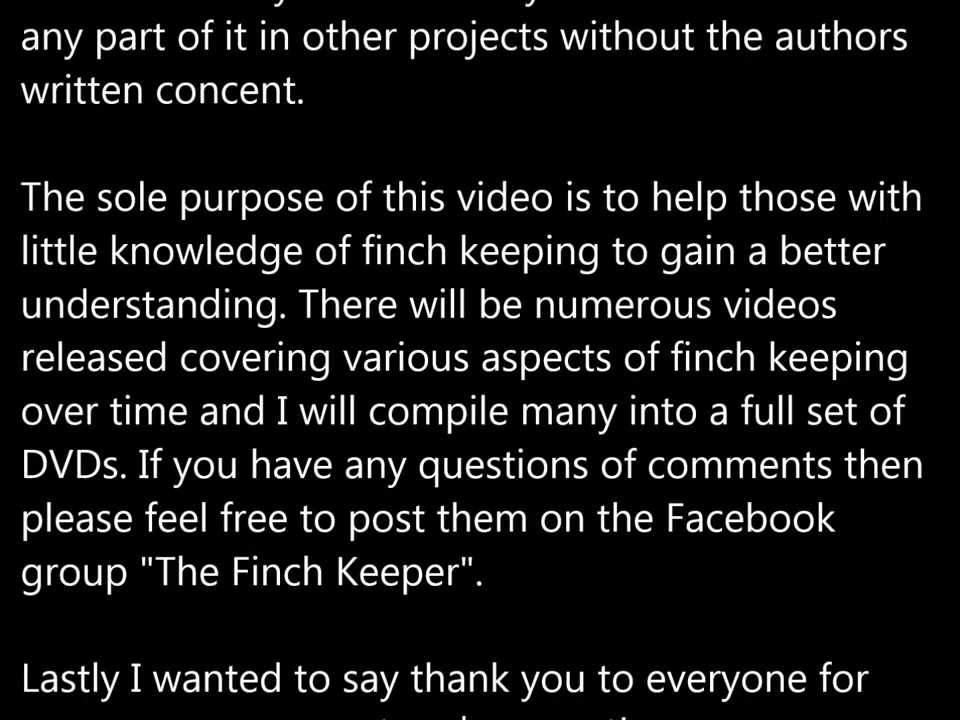 any part of it in other projects without the authors
written concent.
The sole purpose of this video is to help those with
little knowledge of finch keeping to gain a better
understanding. There will be numerous videos
released covering various aspects of finch keeping
over time and I will compile many into a full set of
DVDs. If you have any questions of comments then
please feel free to post them on the Facebook
group "The Finch Keeper".
Lastly I wanted to say thank you to everyone for